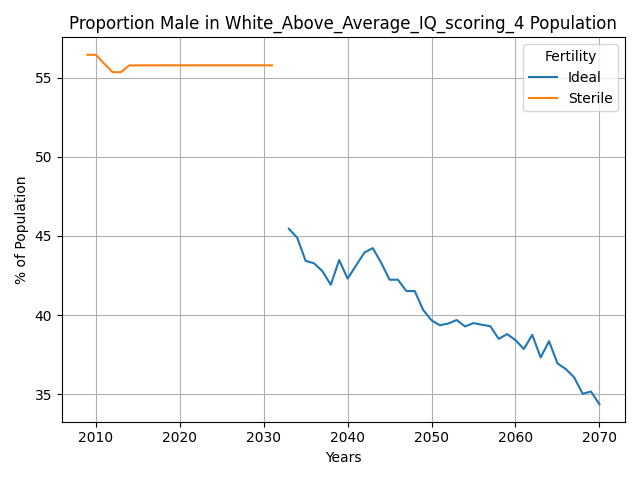 Proportion Male in White_Above_Average_IQ_scoring_4 Population
Fertility
Ideal
Sterile
% of Population
55
50
45
40
35
2010 2020 2030 2040 2050 2060 2070
Years